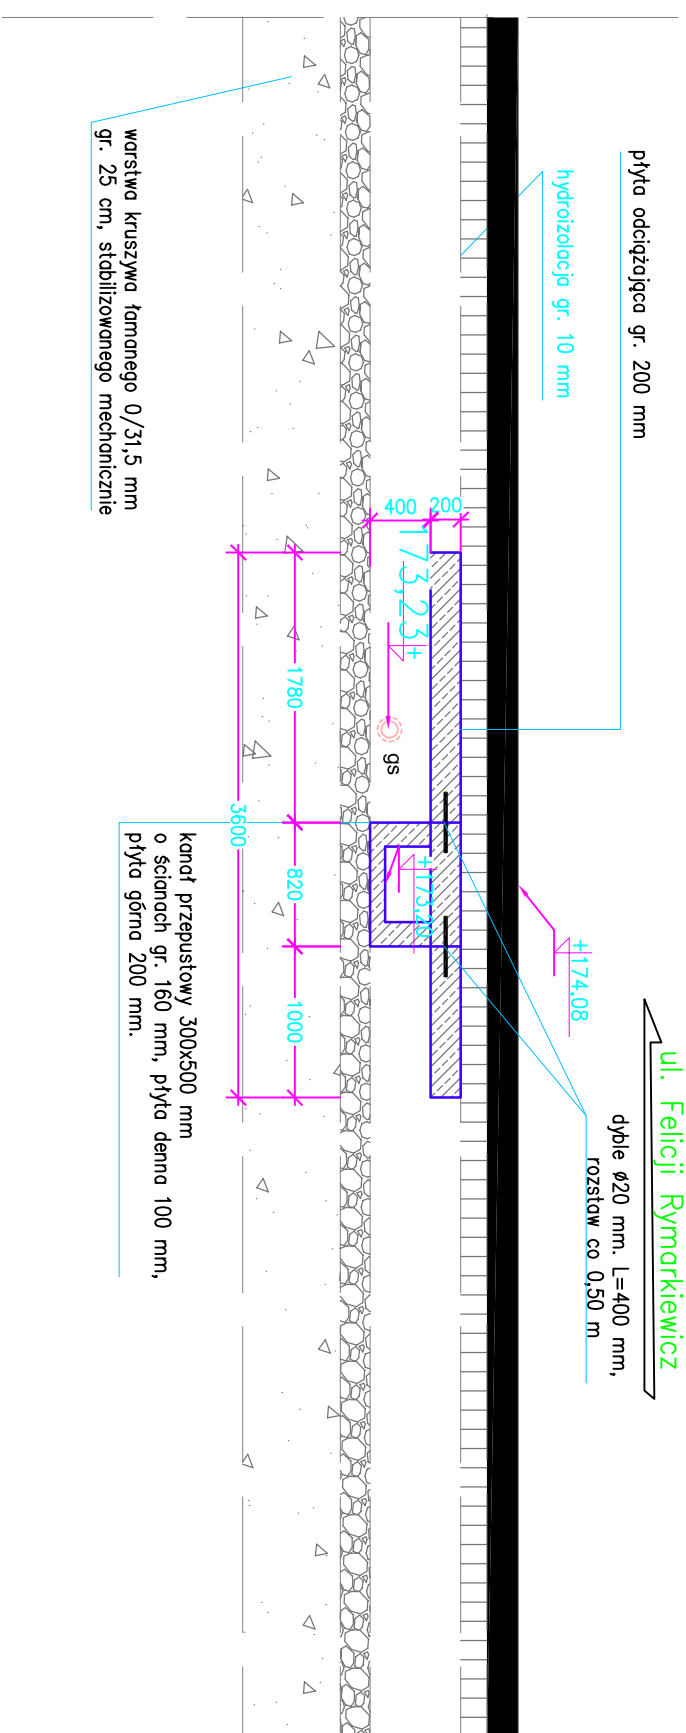 ul. Felicji Rymarkiewicz
płyta odciążająca gr. 200 mm
dyble ø20 mm. L=400 mm,
rozstaw co 0,50 m
hydroizolacja gr. 10 mm
+174,08
200
400
173,23+
gs
+173,20
1780
820
1000
3600
kanał przepustowy 300x500 mm
o ścianach gr. 160 mm, płyta denna 100 mm,
płyta górna 200 mm.
warstwa kruszywa łamanego 0/31,5 mm
gr. 25 cm, stabilizowanego mechanicznie